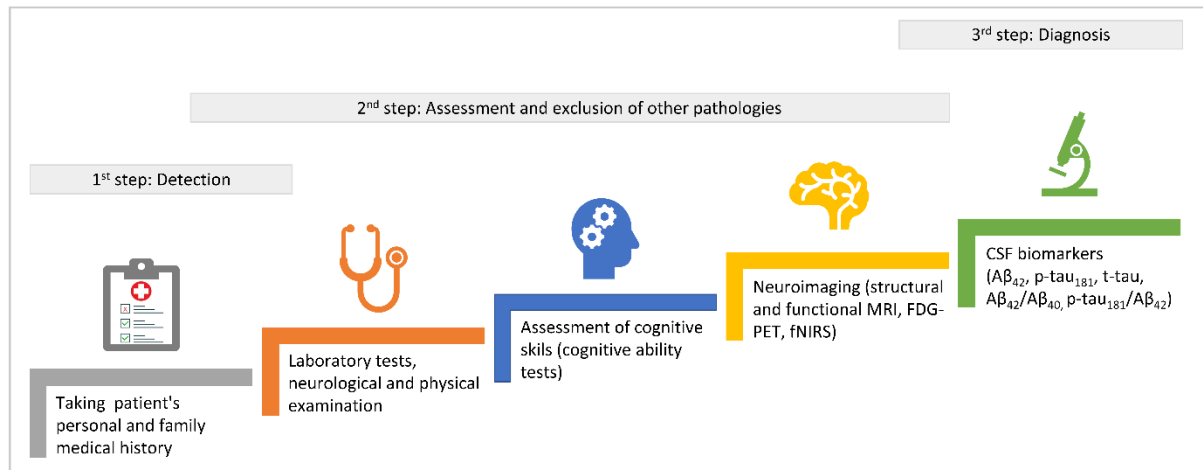 1st step: Detection
Taking patient's
personal and family
medical history
2nd step: Assessment and exclusion of other pathologies
Laboratory tests,
neurological and physical
examination
Assessment of cognitive
skils (cognitive ability
tests)
Neuroimaging (structural
and functional MRI, FDG-
PET, fNIRS)
3rd step: Diagnosis
CSF biomarkers
(Aβ42, p-tau181, t-tau,
Aβ42/Aβ40, p-tau181/Aβ42)